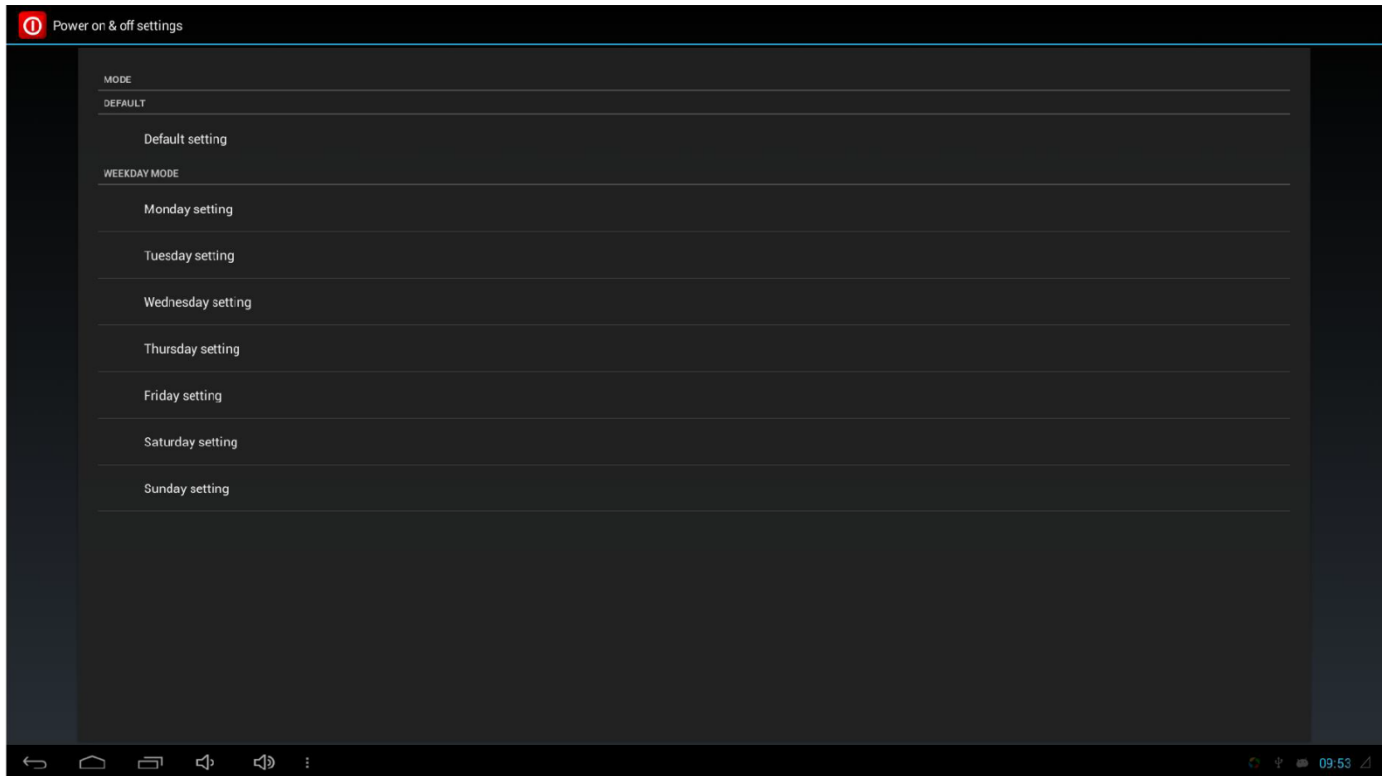 Power on & off settings
MODE
DEFAULT
Default setting
WEEKDAY MODE
Monday setting
Tuesday setting
Wednesday setting
Thursday setting
Friday setting
Saturday setting
Sunday setting
09:53